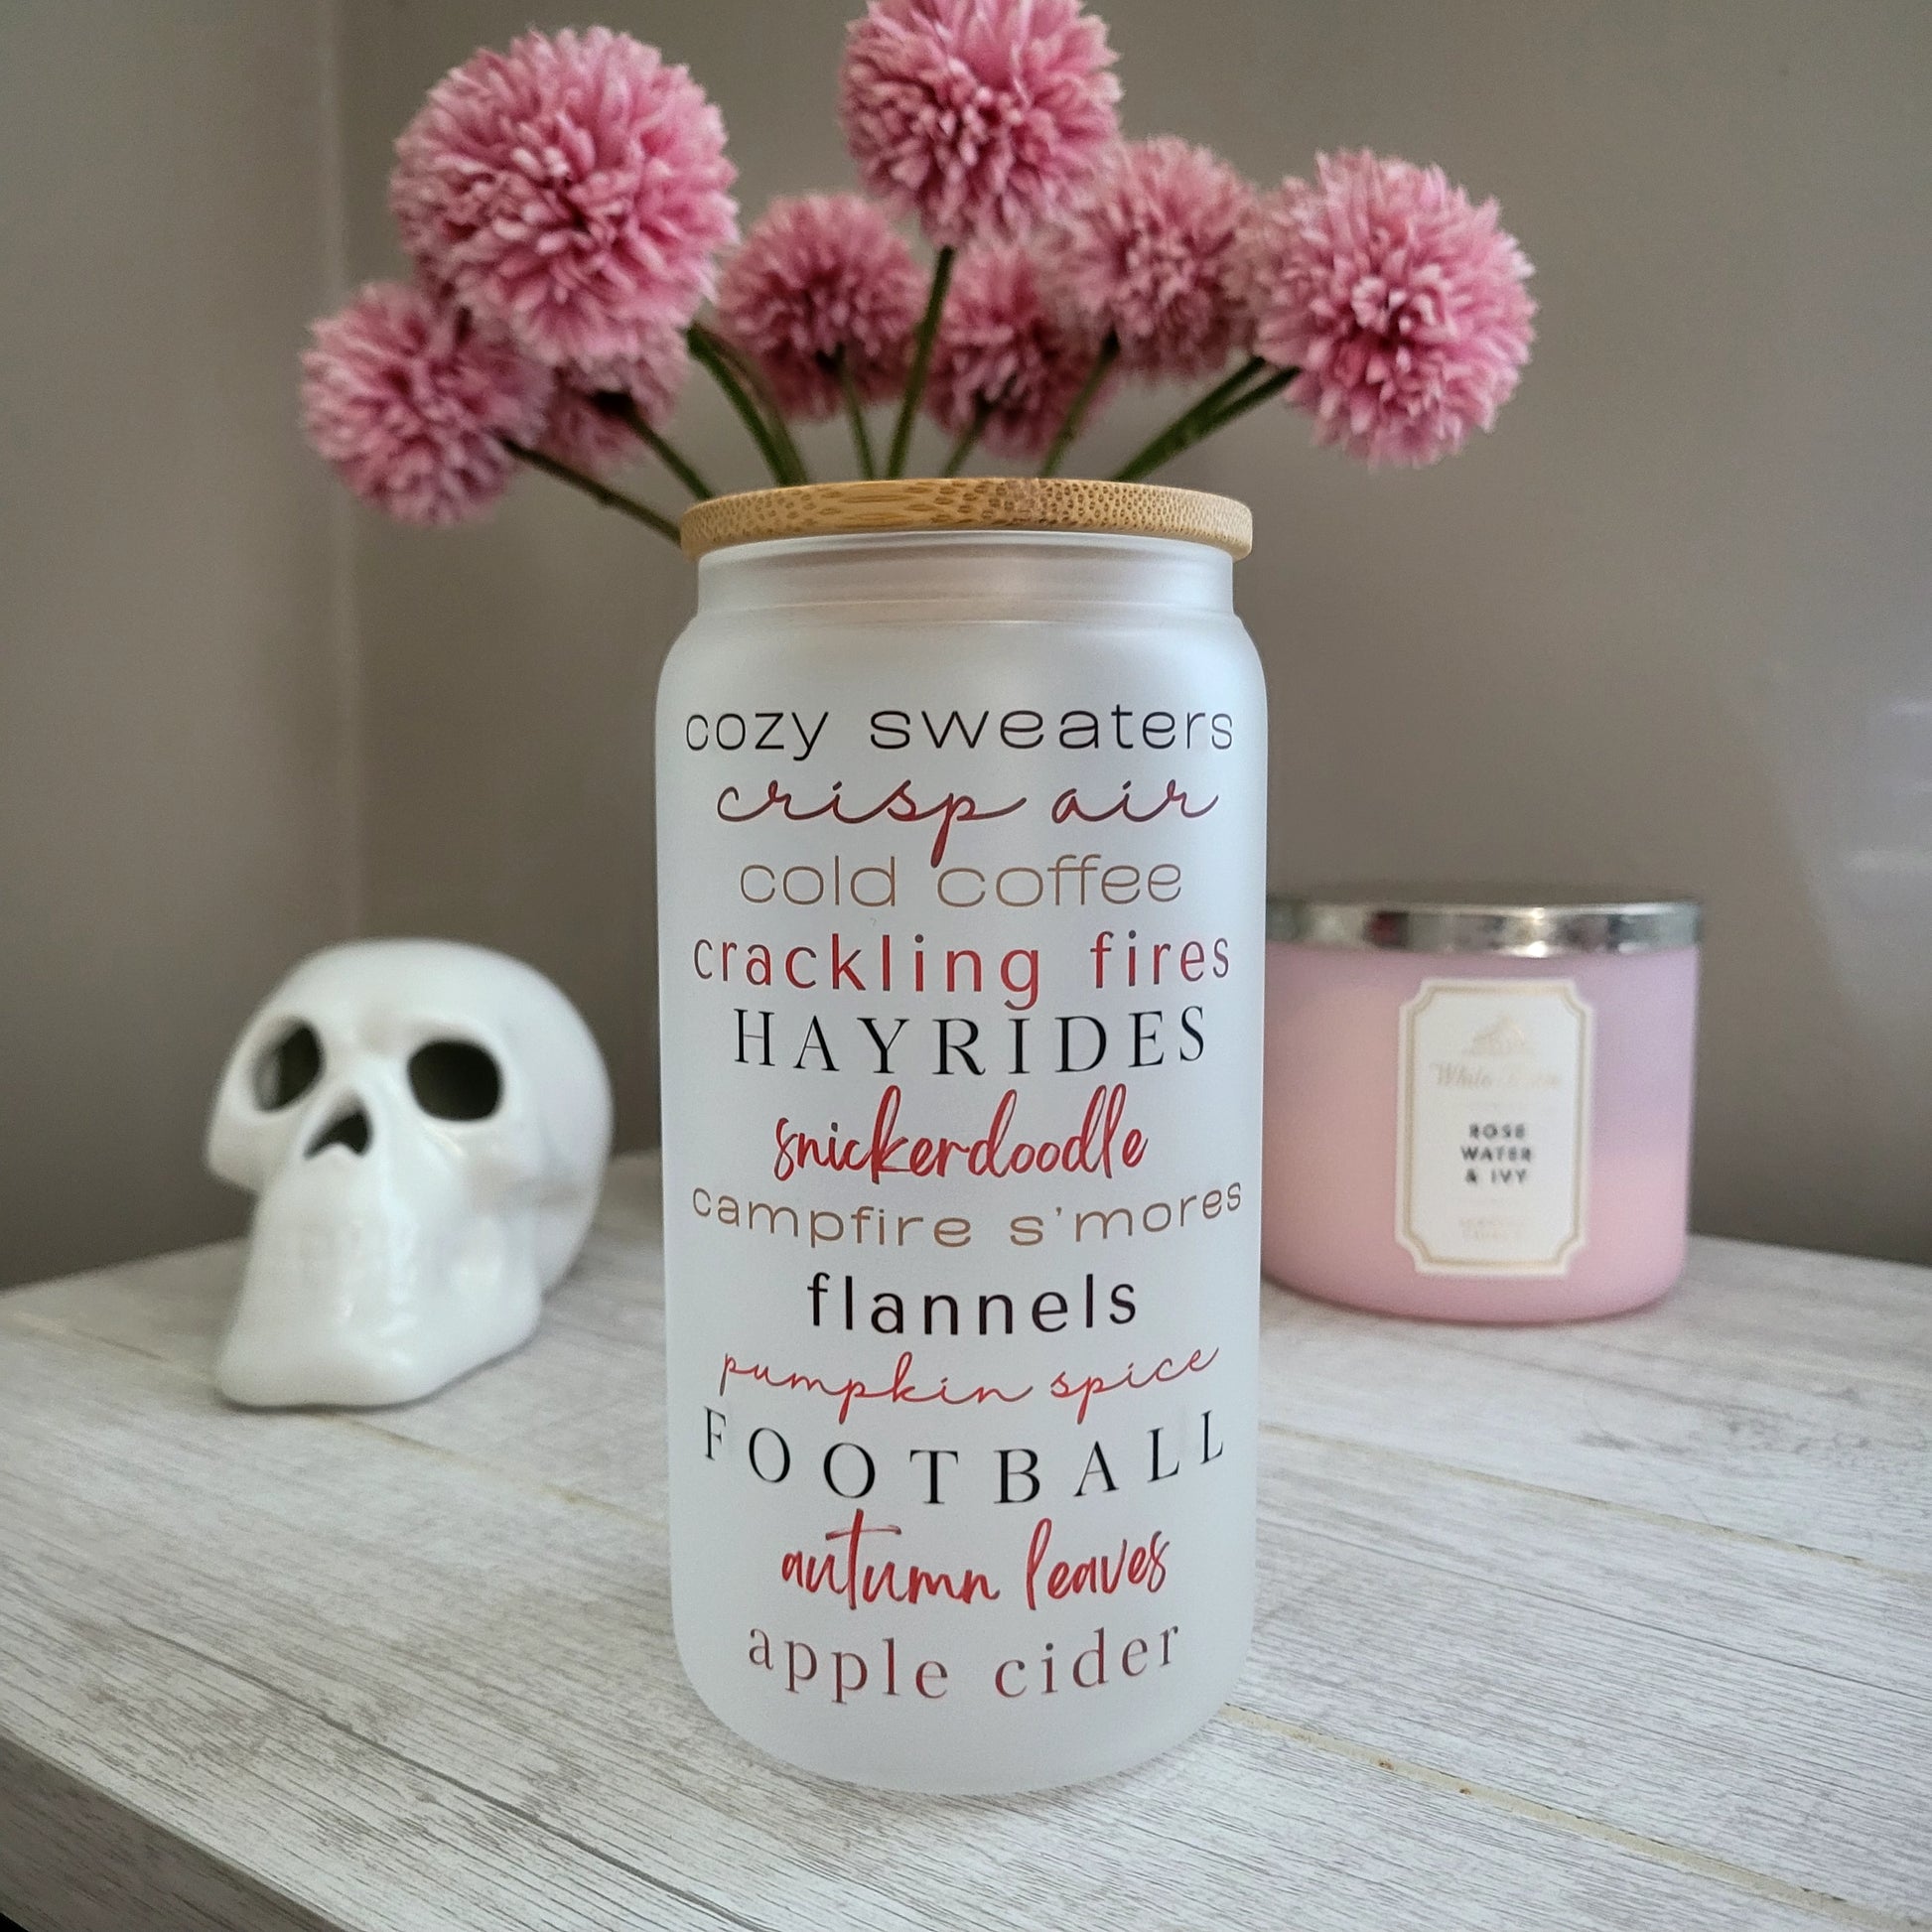 cozy sweaters
crisp air
cold coffee
crackling fires
HAYRIDES
snickerdoodle
campfire s'mores
flannels
pumpkin spice
FOOTBALL
autumn leaves
apple cider
White
ROSE
WATER
& IVY